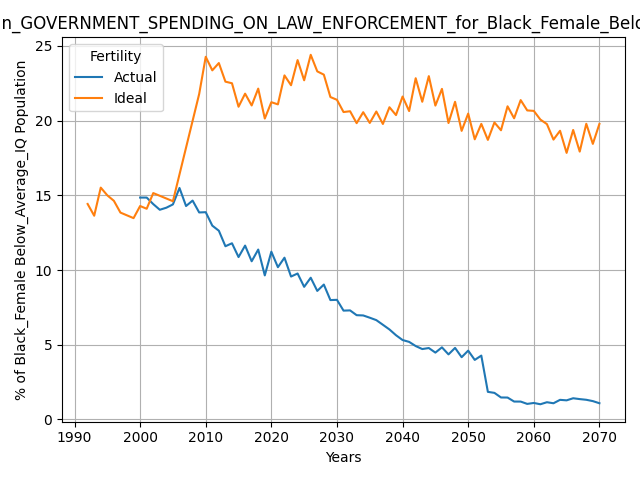 n_GOVERNMENT_SPENDING_ON_LAW_ENFORCEMENT_for_Black_Female_Belo
Fertility
Actual
Ideal
% of Black_Female Below_Average_IQ Population
25
20
15
10
5
0
1990 2000 2010 2020 2030 2040 2050 2060 2070
Years